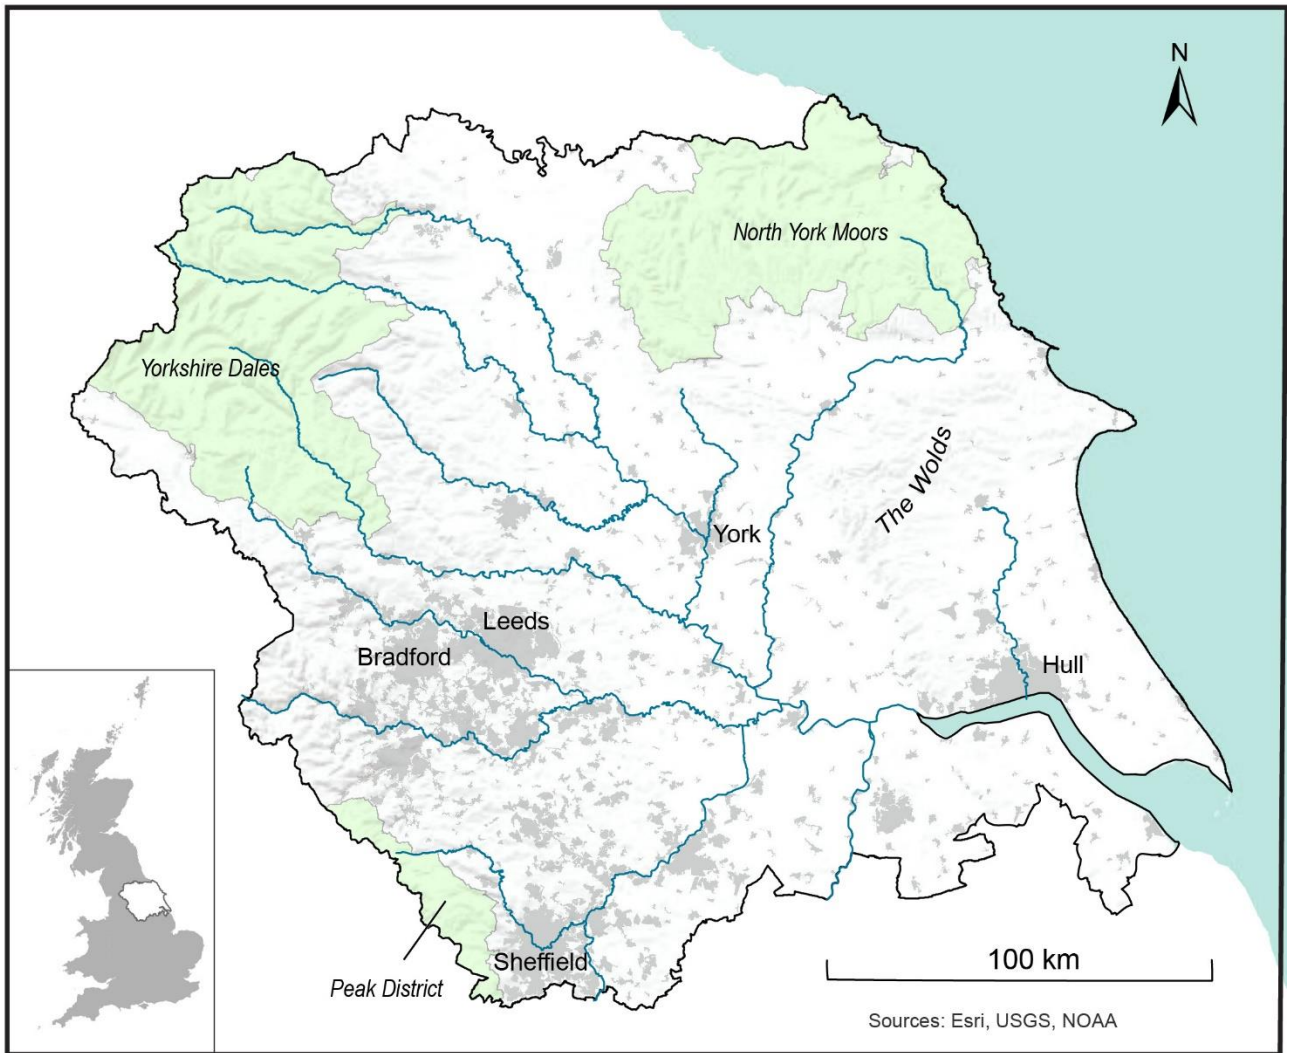 N
North York Moors
Yorkshire Dales
The Wolds
York
Leeds
Bradford
Hull
Sheffield
Peak District
100 km
Sources: Esri, USGS, NOAA